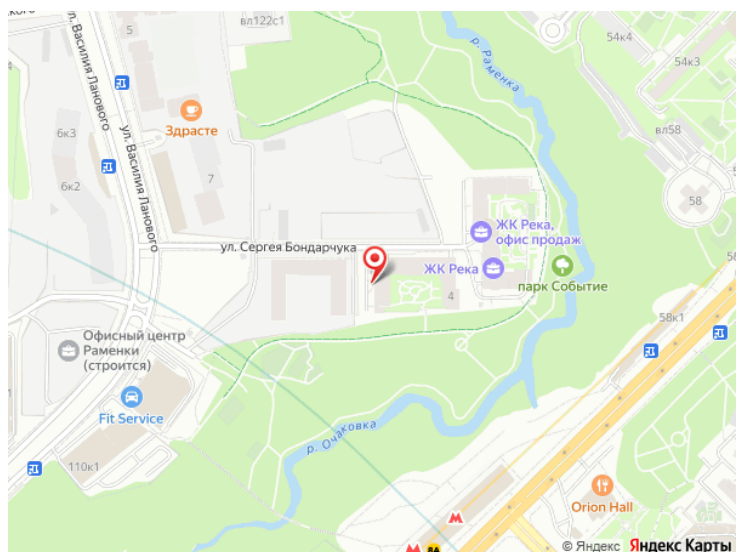 вл122с1
54к4
54к3
5
р. Раменка
ул. Василия Ланового
Здрасте
6к3
вл58
7
6к2
ул. Василия Ланового
58
ул. Сергея Бондарчука
ЖК Река,
офис продаж
ЖК Река
парк Событие
4
58к1
Офисный центр
Раменки
(строится)
Fit Service
р. Очаковка
110к1
Orion Hall
8А
© Яндекс Яндекс Карты